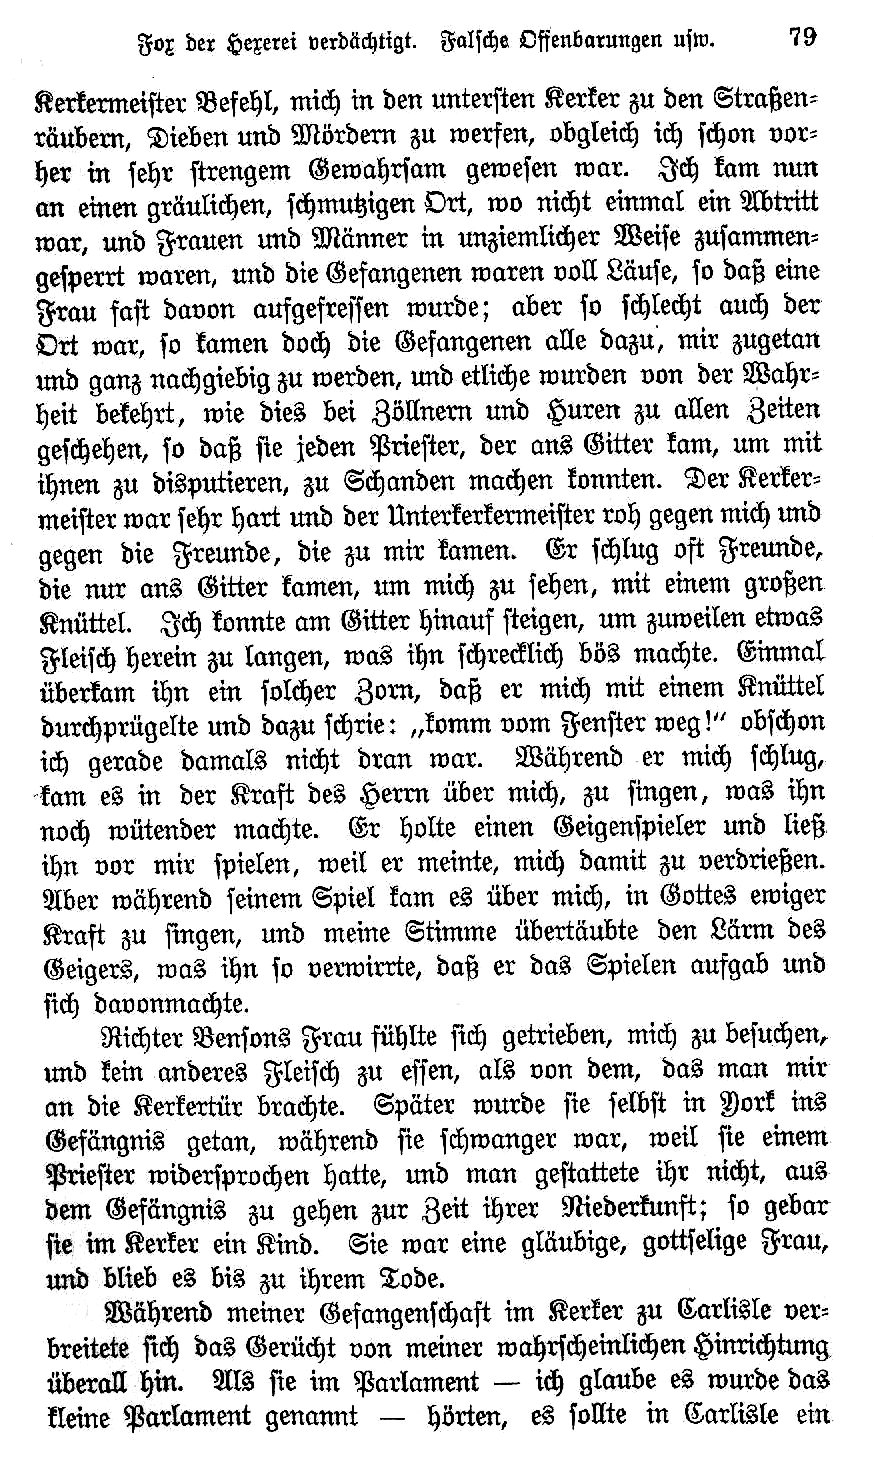 Fox der Hexerei verdächtigt. Falsche Offenbarungen usw. 79
Kerkermeister Befehl, mich in den untersten Kerker zu den Straßen-
räubern, Dieben und Mördern zu werfen, obgleich ich schon vor-
her in sehr strengem Gewahrsam gewesen war. Ich kam nun
an einen gräulichen, schmutzigen Ort, wo nicht einmal ein Abtritt
war, und Frauen und Männer in unziemlicher Weise zusammen-
gesperrt waren, und die Gefangenen waren voll Läuse, so daß eine
Frau fast davon aufgefressen wurde; aber so schlecht auch der
Ort war, so kamen doch die Gefangenen alle dazu, mir zugetan
und ganz nachgiebig zu werden, und etliche wurden von der Wahr-
heit bekehrt, wie dies bei Zöllnern und Huren zu allen Zeiten
geschehen, so daß sie jeden Priester, der ans Gitter kam, um mit
ihnen zu disputieren, zu Schanden machen konnten. Der Kerker-
meister war sehr hart und der Unterkerkermeister roh gegen mich und
gegen die Freunde, die zu mir kamen. Er schlug oft Freunde,
die nur ans Gitter kamen, um mich zu sehen, mit einem großen
Knüttel. Ich konnte am Gitter hinauf steigen, um zuweilen etwas
Fleisch herein zu langen, was ihn schrecklich bös machte. Einmal
überkam ihn ein solcher Zorn, daß er mich mit einem Knüttel
durchprügelte und dazu schrie: „komm vom Fenster weg!“ obschon
ich gerade damals nicht dran war. Während er mich schlug,
kam es in der Kraft des Herrn über mich, zu singen, was ihn
noch wütender machte. Er holte einen Geigenspieler und ließ
ihn vor mir spielen, weil er meinte, mich damit zu verdrießen.
Aber während seinem Spiel kam es über mich, in Gottes ewiger
Kraft zu singen, und meine Stimme übertäubte den Lärm des
Geigers, was ihn so verwirrte, daß er das Spielen aufgab und
sich davonmachte.
Richter Bensons Frau fühlte sich getrieben, mich zu besuchen,
und kein anderes Fleisch zu essen, als von dem, das man mir
an die Kerkertür brachte. Später wurde sie selbst in York ins
Gefängnis getan, während sie schwanger war, weil sie einem
Priester widersprochen hatte, und man gestattete ihr nicht, aus
dem Gefängnis zu gehen zur Zeit ihrer Niederkunft; so gebar
sie im Kerker ein Kind. Sie war eine gläubige, gottselige Frau,
und blieb es bis zu ihrem Tode.
Während meiner Gefangenschaft im Kerker zu Carlisle ver-
breitete sich das Gerücht von meiner wahrscheinlichen Hinrichtung
überall hin. Als sie im Parlament — ich glaube es wurde das
kleine Parlament genannt — hörten, es sollte in Carlisle ein